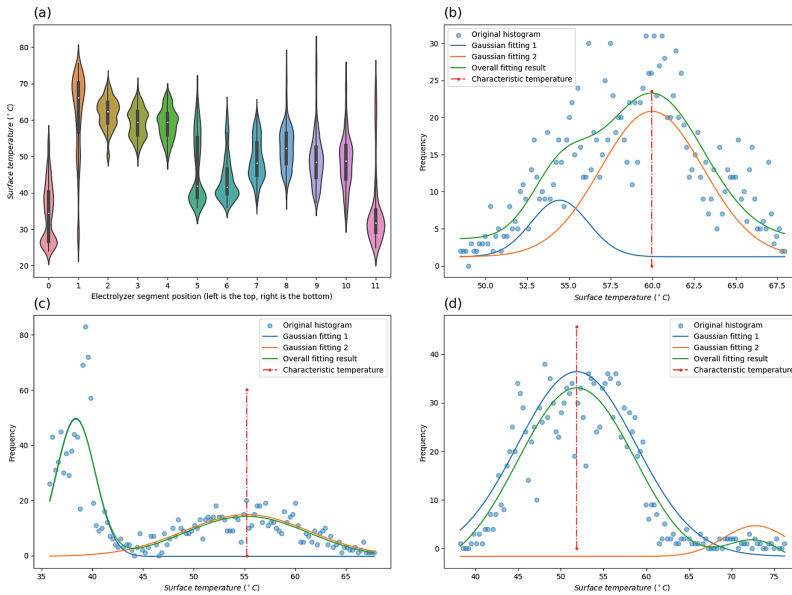 (a)
Surface temperature (°C)
80
70
60
50
40
30
20
0 1 2 3 4 5 6 7 8 9 10 11
Electrolyzer segment position (left is the top, right is the bottom)
(b)
Frequency
30
25
20
15
10
5
0
Original histogram
Gaussian fitting 1
Gaussian fitting 2
Overall fitting result
Characteristic temperature
50.0 52.5 55.0 57.5 60.0 62.5 65.0 67.5
Surface temperature (°C)
(c)
Frequency
80
60
40
20
0
Original histogram
Gaussian fitting 1
Gaussian fitting 2
Overall fitting result
Characteristic temperature
35 40 45 50 55 60 65
Surface temperature (°C)
(d)
Frequency
40
30
20
10
0
Original histogram
Gaussian fitting 1
Gaussian fitting 2
Overall fitting result
Characteristic temperature
40 45 50 55 60 65 70 75
Surface temperature (°C)